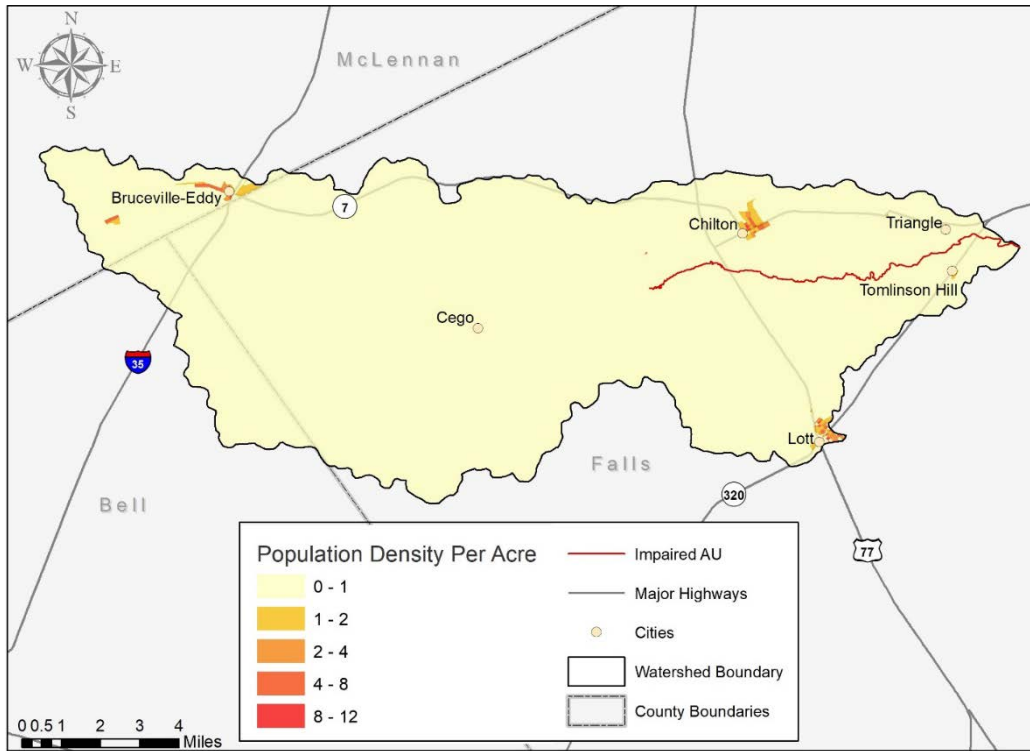 N
W E
S
McLennan
Bruceville-Eddy
7
Chilton
Triangle
Tomlinson Hill
Cego
35
Lott
Falls
Bell
320
77
Population Density Per Acre
0 - 1
1 - 2
2 - 4
4 - 8
8 - 12
Impaired AU
Major Highways
Cities
Watershed Boundary
County Boundaries
0 0.5 1 2 3 4
Miles